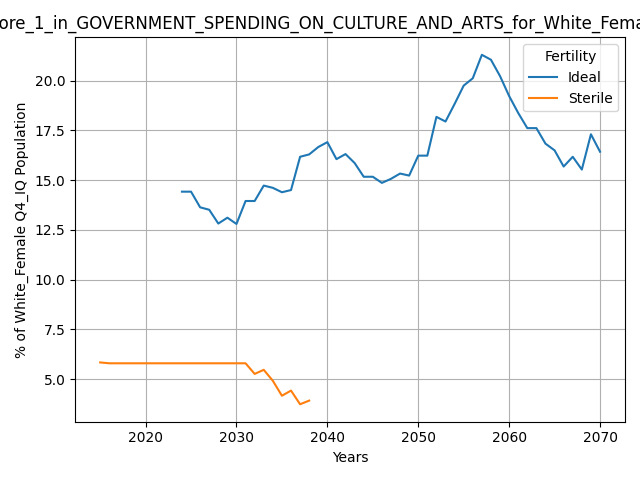 ore_1_in_GOVERNMENT_SPENDING_ON_CULTURE_AND_ARTS_for_White_Fema
% of White_Female Q4_IQ Population
20.0
17.5
15.0
12.5
10.0
7.5
5.0
Fertility
Ideal
Sterile
2020 2030 2040 2050 2060 2070
Years